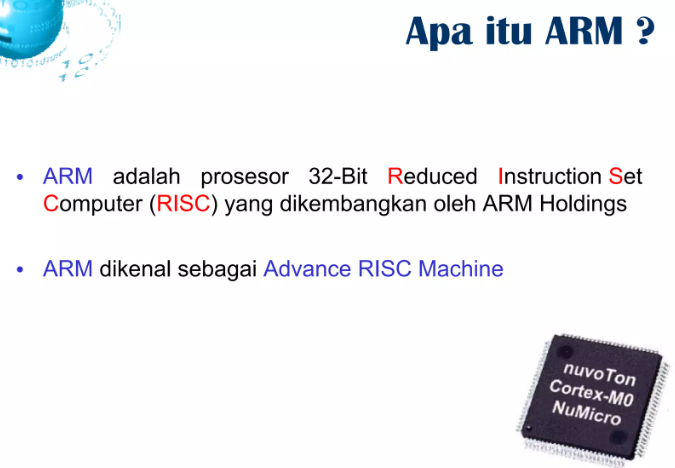 Apa itu ARM ?
• ARM adalah prosesor 32-Bit Reduced Instruction Set
Computer (RISC) yang dikembangkan oleh ARM Holdings
• ARM dikenal sebagai Advance RISC Machine
nuvoTon
Cortex-M0
NuMicro